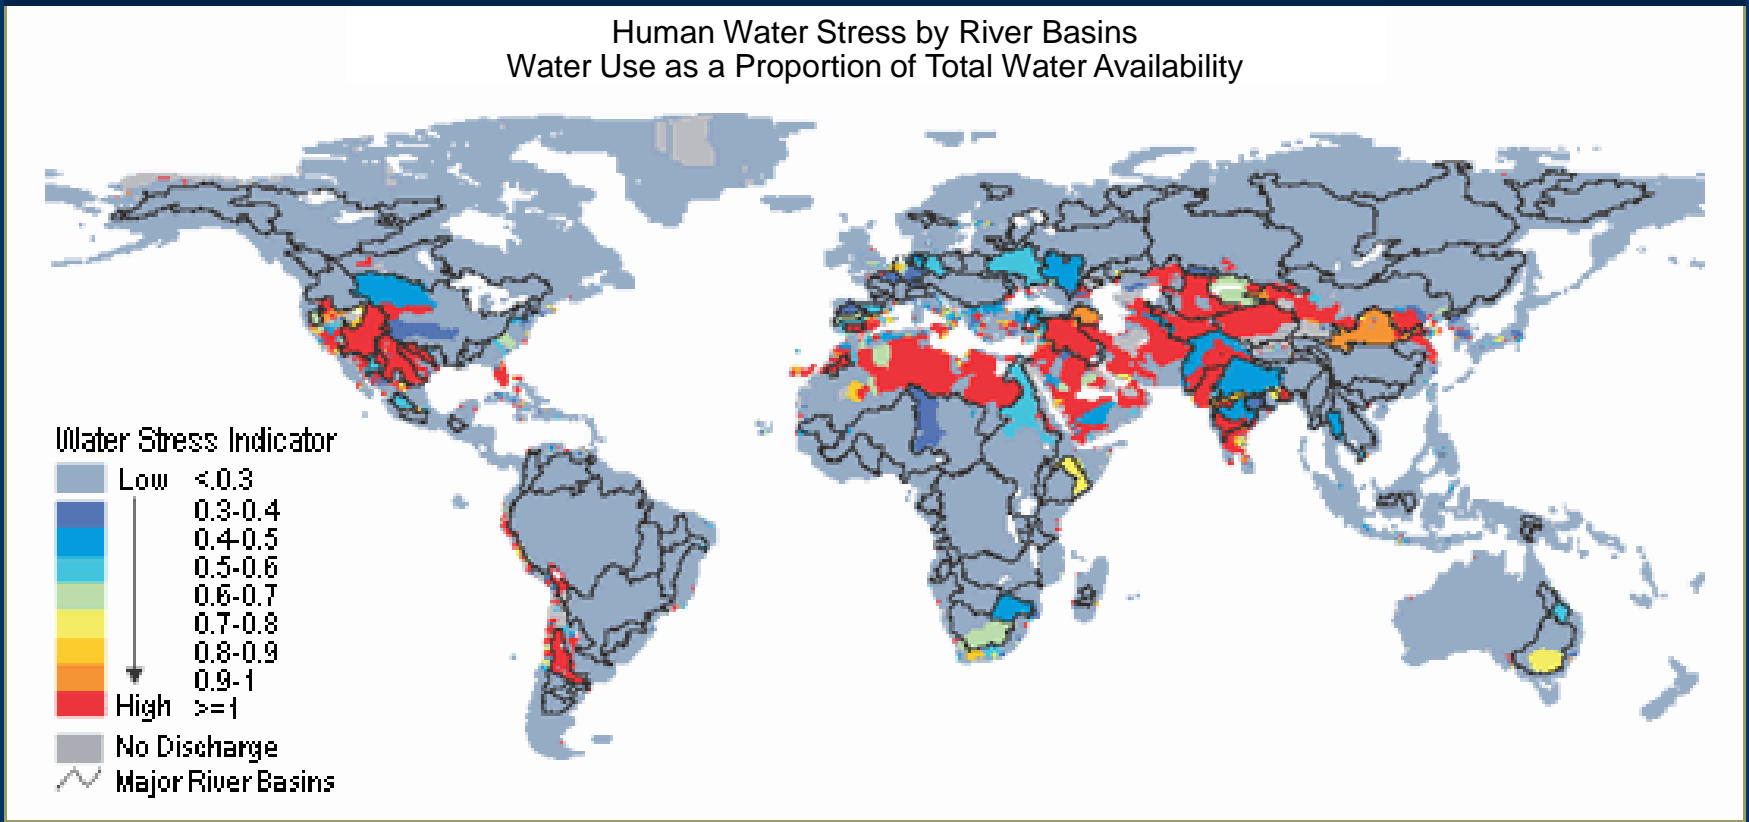 Human Water Stress by River Basins
Water Use as a Proportion of Total Water Availability
Water Stress Indicator
Low <.0.3
0.3-0.4
0.4-0.5
0.5-0.6
0.6-0.7
0.7-0.8
0.8-0.9
0.9-1
High >=1
No Discharge
Major River Basins